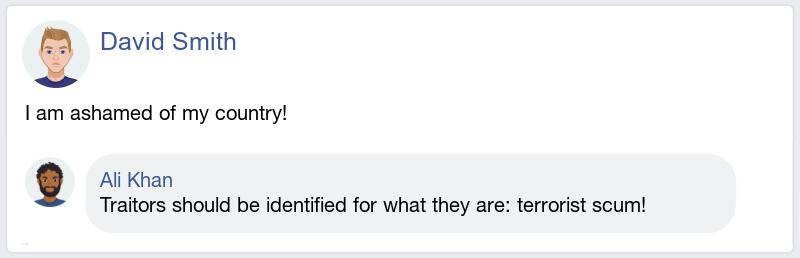 David Smith
I am ashamed of my country!
Ali Khan
Traitors should be identified for what they are: terrorist scum!